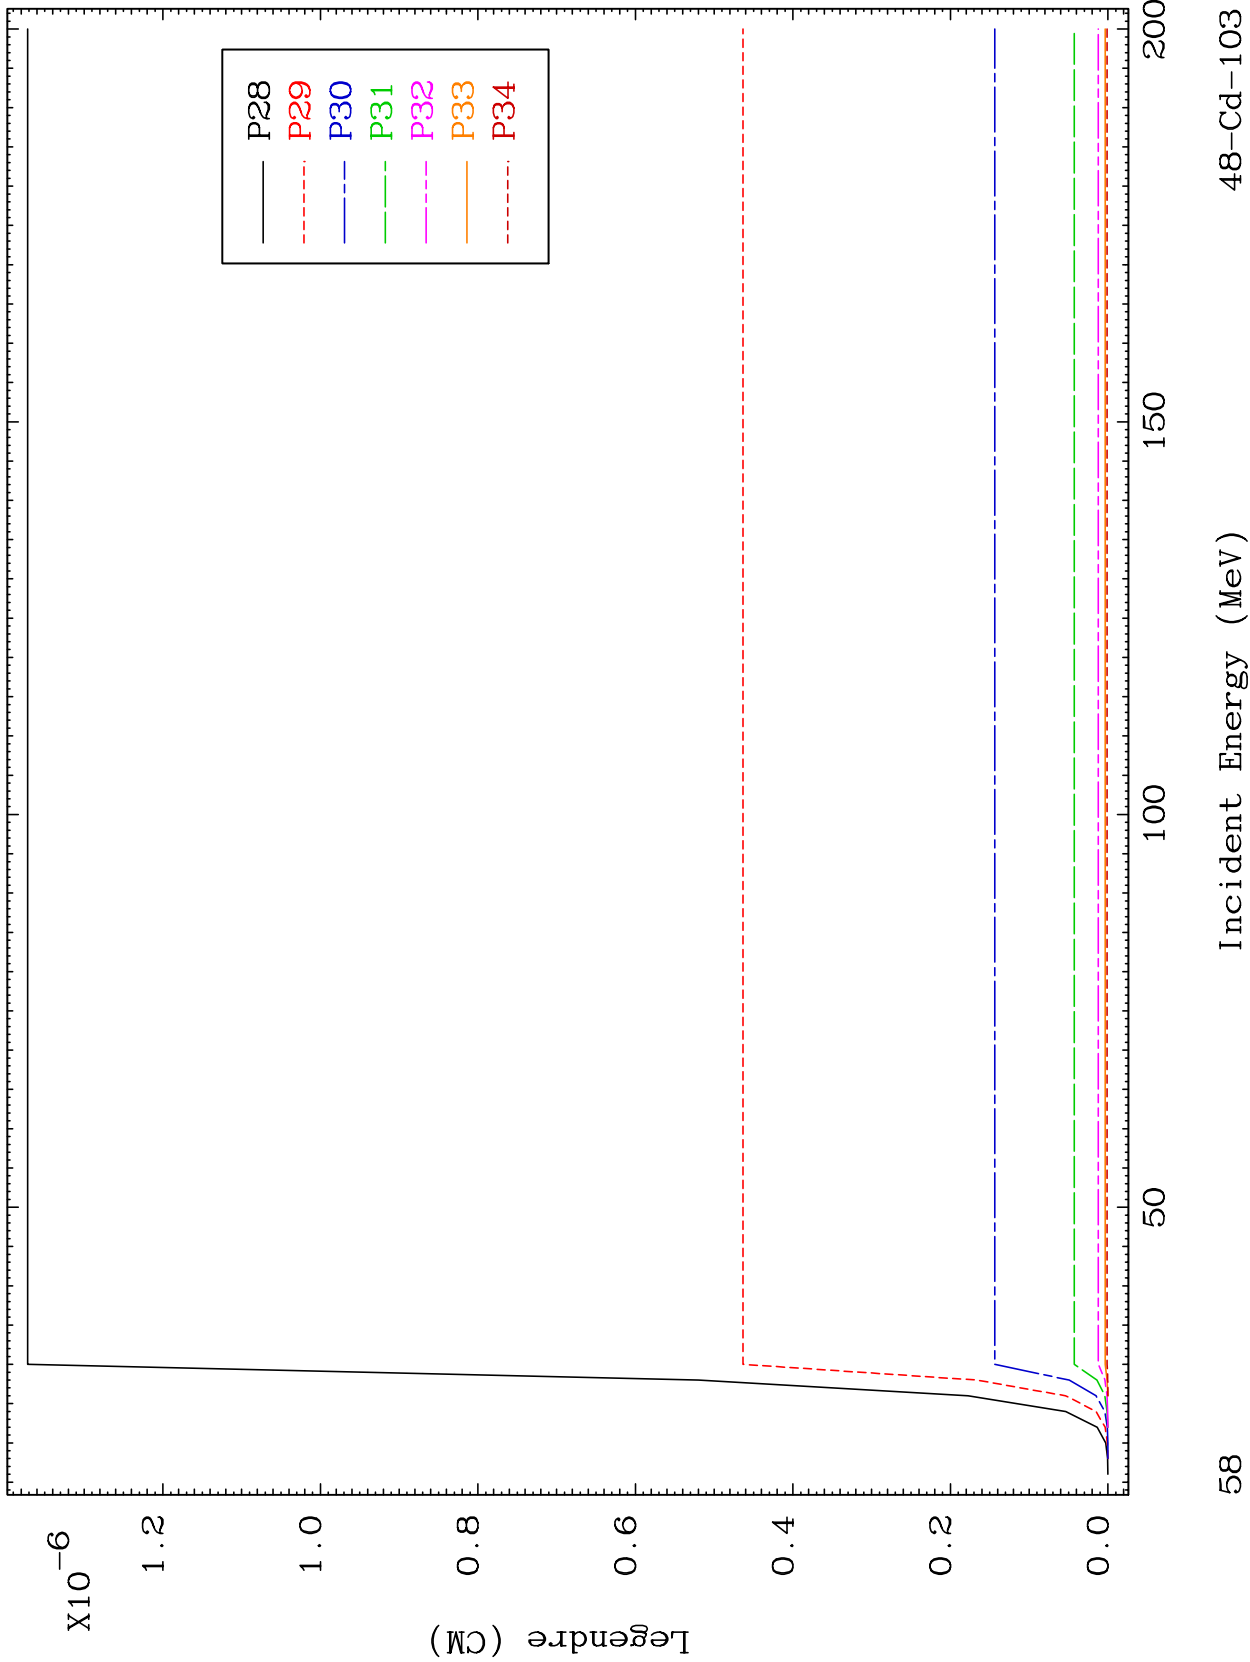 X10-6
1.2
1.0
0.8
0.6
0.4
0.2
0.0
Legendre (CM)
P28
P29
P30
P31
P32
P33
P34
50
100
150
200
Incident Energy (MeV)
58
48-Cd-103